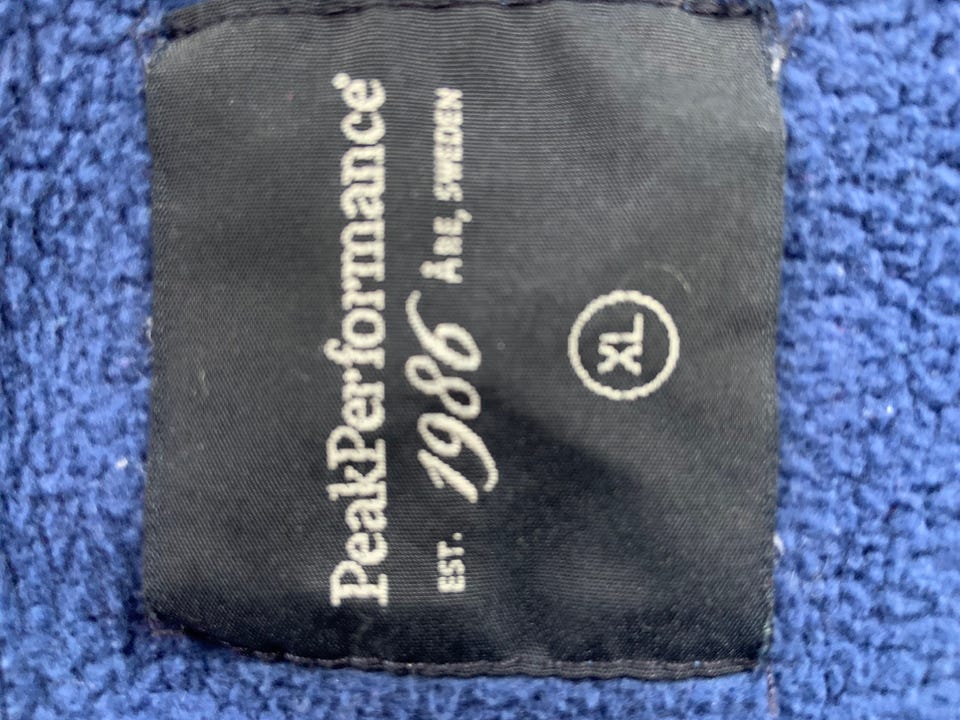 PeakPerformance®
EST. 1986 ÅRE, SWEDEN
XL